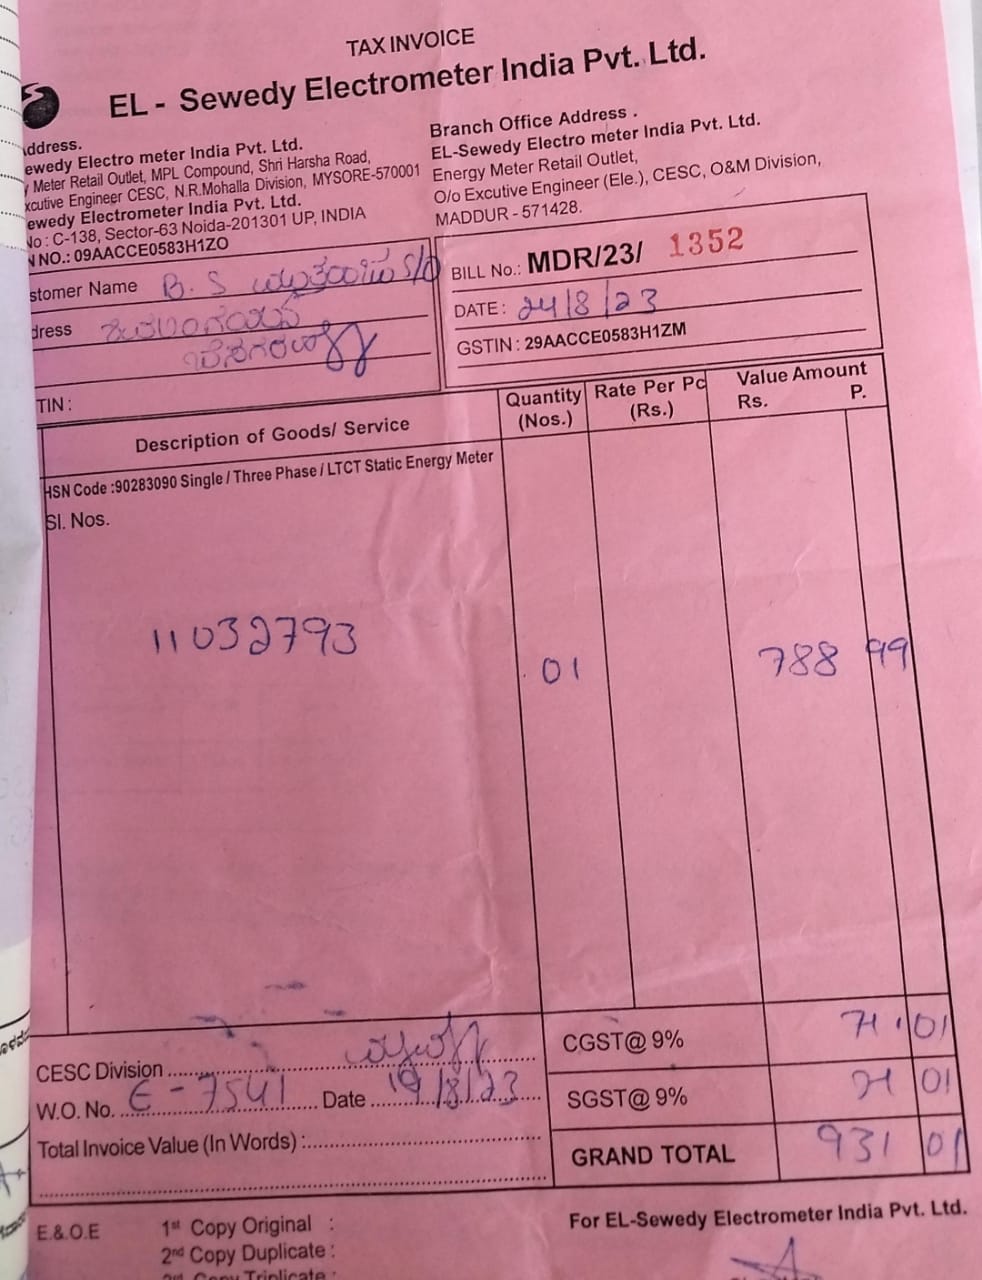 TAX INVOICE
EL - Sewedy Electrometer India Pvt. Ltd.
ddress.
ewedy Electro meter India Pvt. Ltd.
Meter Retail Outlet, MPL Compound, Shri Harsha Road,
xcutive Engineer CESC, N.R.Mohalla Division, MYSORE-570001
ewedy Electrometer India Pvt. Ltd.
No : C-138, Sector-63 Noida-201301 UP, INDIA
N NO.: 09AACCE0583H1ZO
Branch Office Address .
EL-Sewedy Electro meter India Pvt. Ltd.
Energy Meter Retail Outlet,
O/o Excutive Engineer (Ele.), CESC, O&M Division,
MADDUR - 571428.
stomer Name B. S S/O
dress
TIN :
BILL No.: MDR/23/ 1352
DATE : 24/8/23
GSTIN : 29AACCE0583H1ZM
Description of Goods/ Service
Quantity (Nos.)
Rate Per Pc (Rs.)
Value Amount
Rs. P.
HSN Code :90283090 Single / Three Phase / LTCT Static Energy Meter
Sl. Nos.
11032793 01 788 99
CESC Division
W.O. No. E-7541 Date 19/8/23
Total Invoice Value (In Words) :
CGST@ 9% 71.01
SGST@ 9% 71 01
GRAND TOTAL 931 01
E.&.O.E
1st Copy Original :
2nd Copy Duplicate :
Copy Triplicate :
For EL-Sewedy Electrometer India Pvt. Ltd.